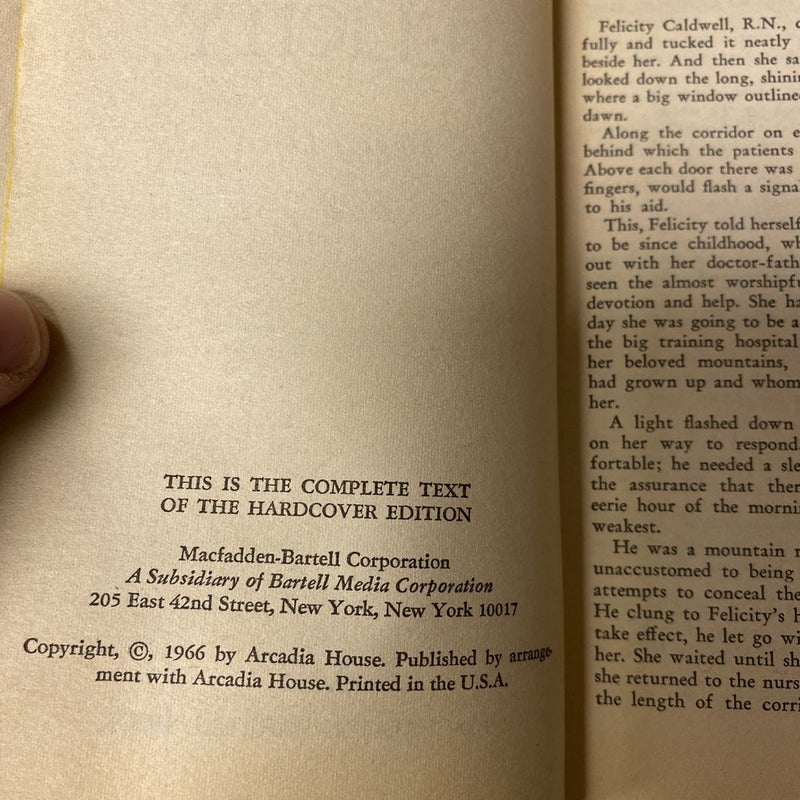 THIS IS THE COMPLETE TEXT
OF THE HARDCOVER EDITION
Macfadden-Bartell Corporation
A Subsidiary of Bartell Media Corporation
205 East 42nd Street, New York, New York 10017
Copyright, ©, 1966 by Arcadia House. Published by arrange-
ment with Arcadia House. Printed in the U.S.A.
Felicity Caldwell, R.N.,
fully and tucked it neatly
beside her. And then she
looked down the long,
where a big window
dawn.
Along the corridor on
behind which the patients
Above each door there was
fingers, would flash a
to his aid.
This, Felicity told
to be since childhood,
out with her
seen the almost
devotion and help. She
day she was going to be a
the big training hospital
her beloved mountains,
had grown up and whom
her.
A light flashed down
on her way to respond.
fortable; he needed a
the assurance that
eerie hour of the
weakest.
He was a mountain
unaccustomed to being
attempts to conceal
He clung to Felicity's
take effect, he let go
her. She waited until
she returned to the
the length of the